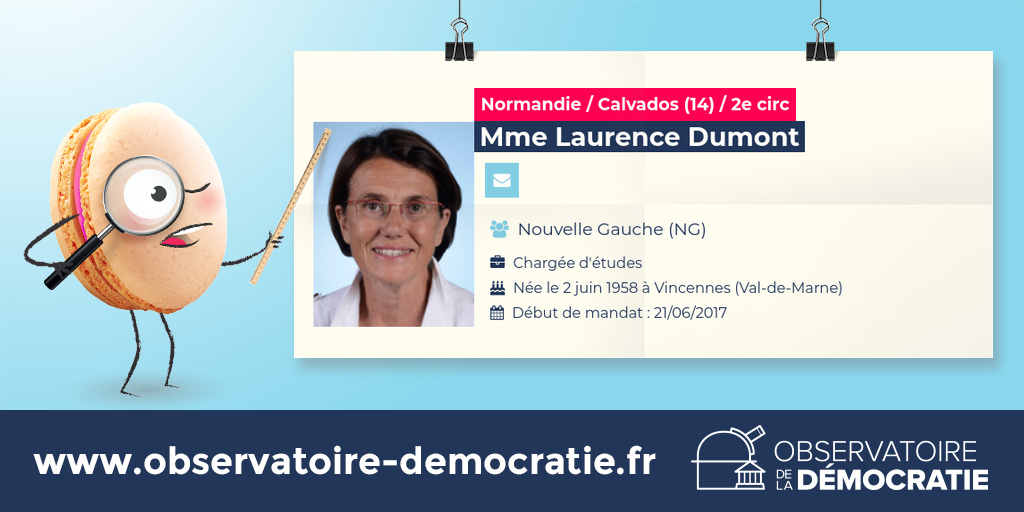 Normandie / Calvados (14) / 2e circ
Mme Laurence Dumont
Nouvelle Gauche (NG)
Chargée d'études
Née le 2 juin 1958 à Vincennes (Val-de-Marne)
Début de mandat : 21/06/2017
www.observatoire-democratie.fr
OBSERVATOIRE
DE LA DÉMOCRATIE